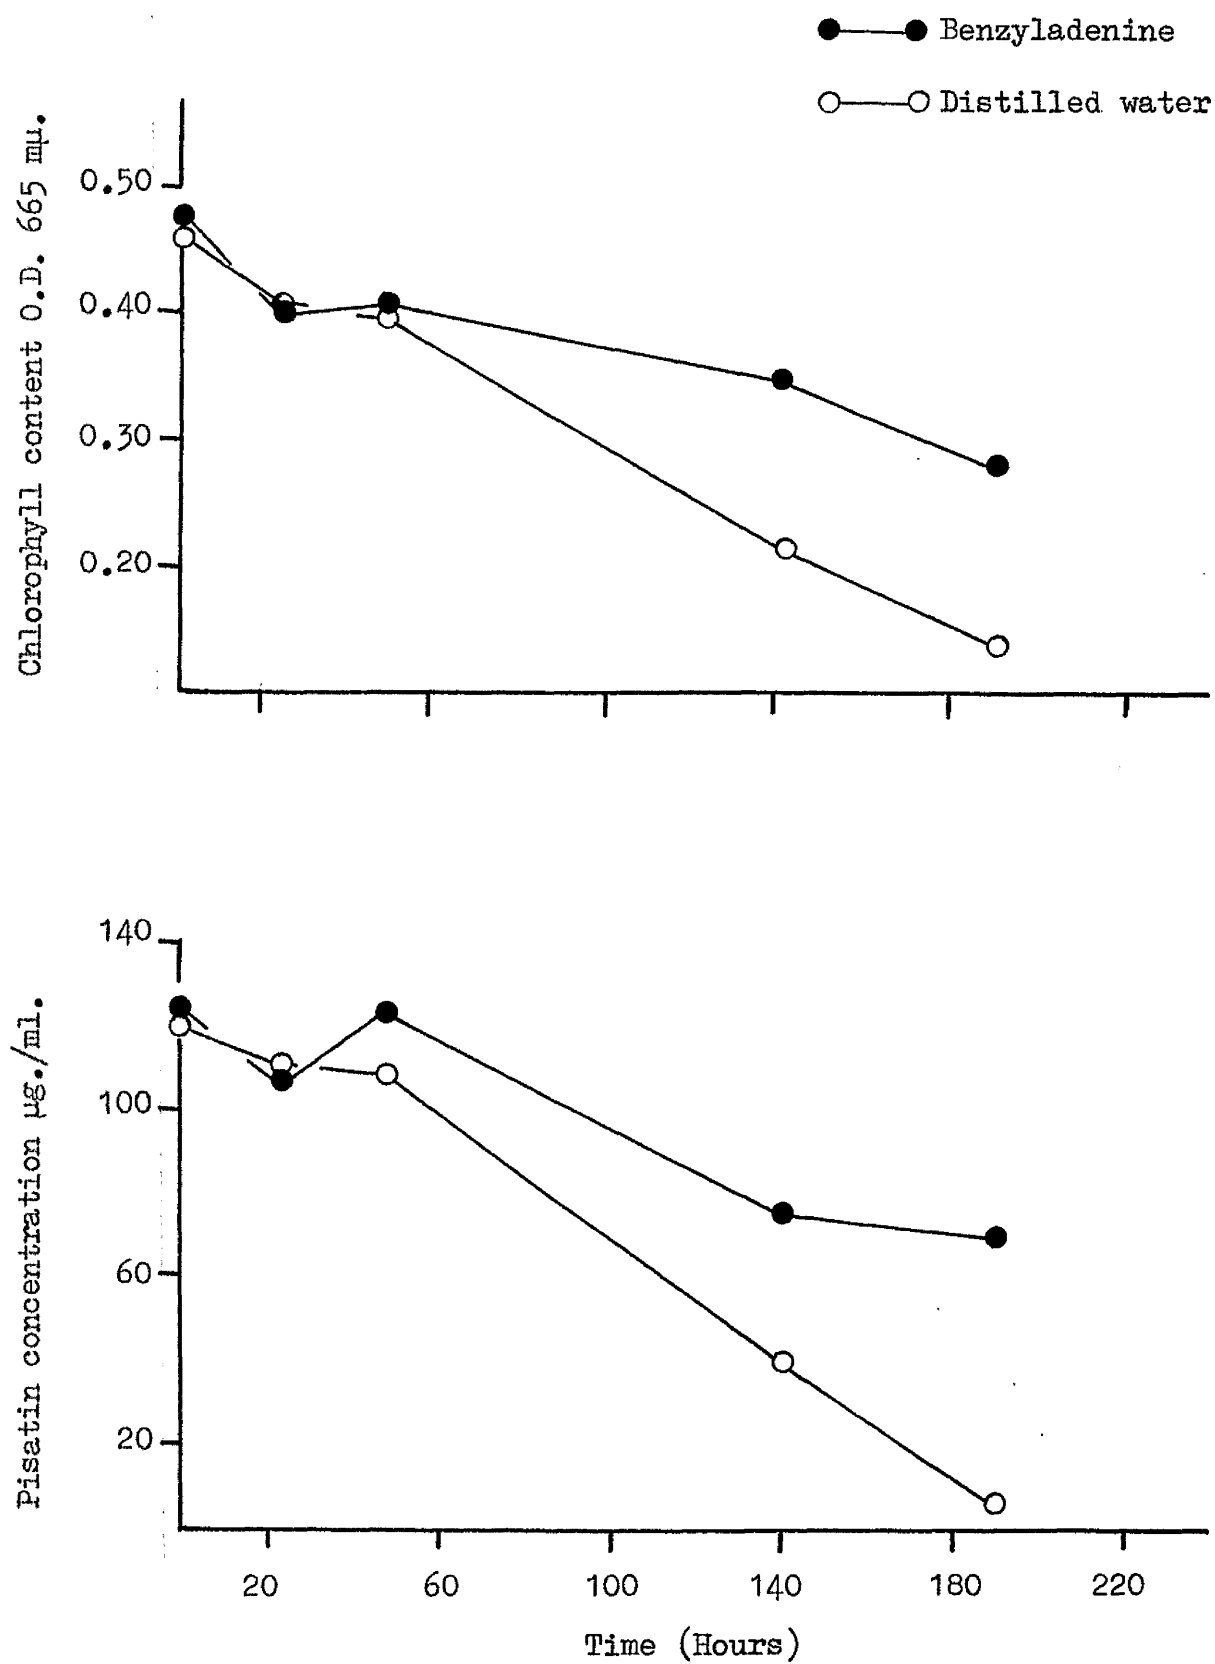 Benzyladenine
Distilled water
Chlorophyll content O.D. 665 mµ.
0.50
0.40
0.30
0.20
Pisatin concentration µg./ml.
140
100
60
20
20 60 100 140 180 220
Time (Hours)